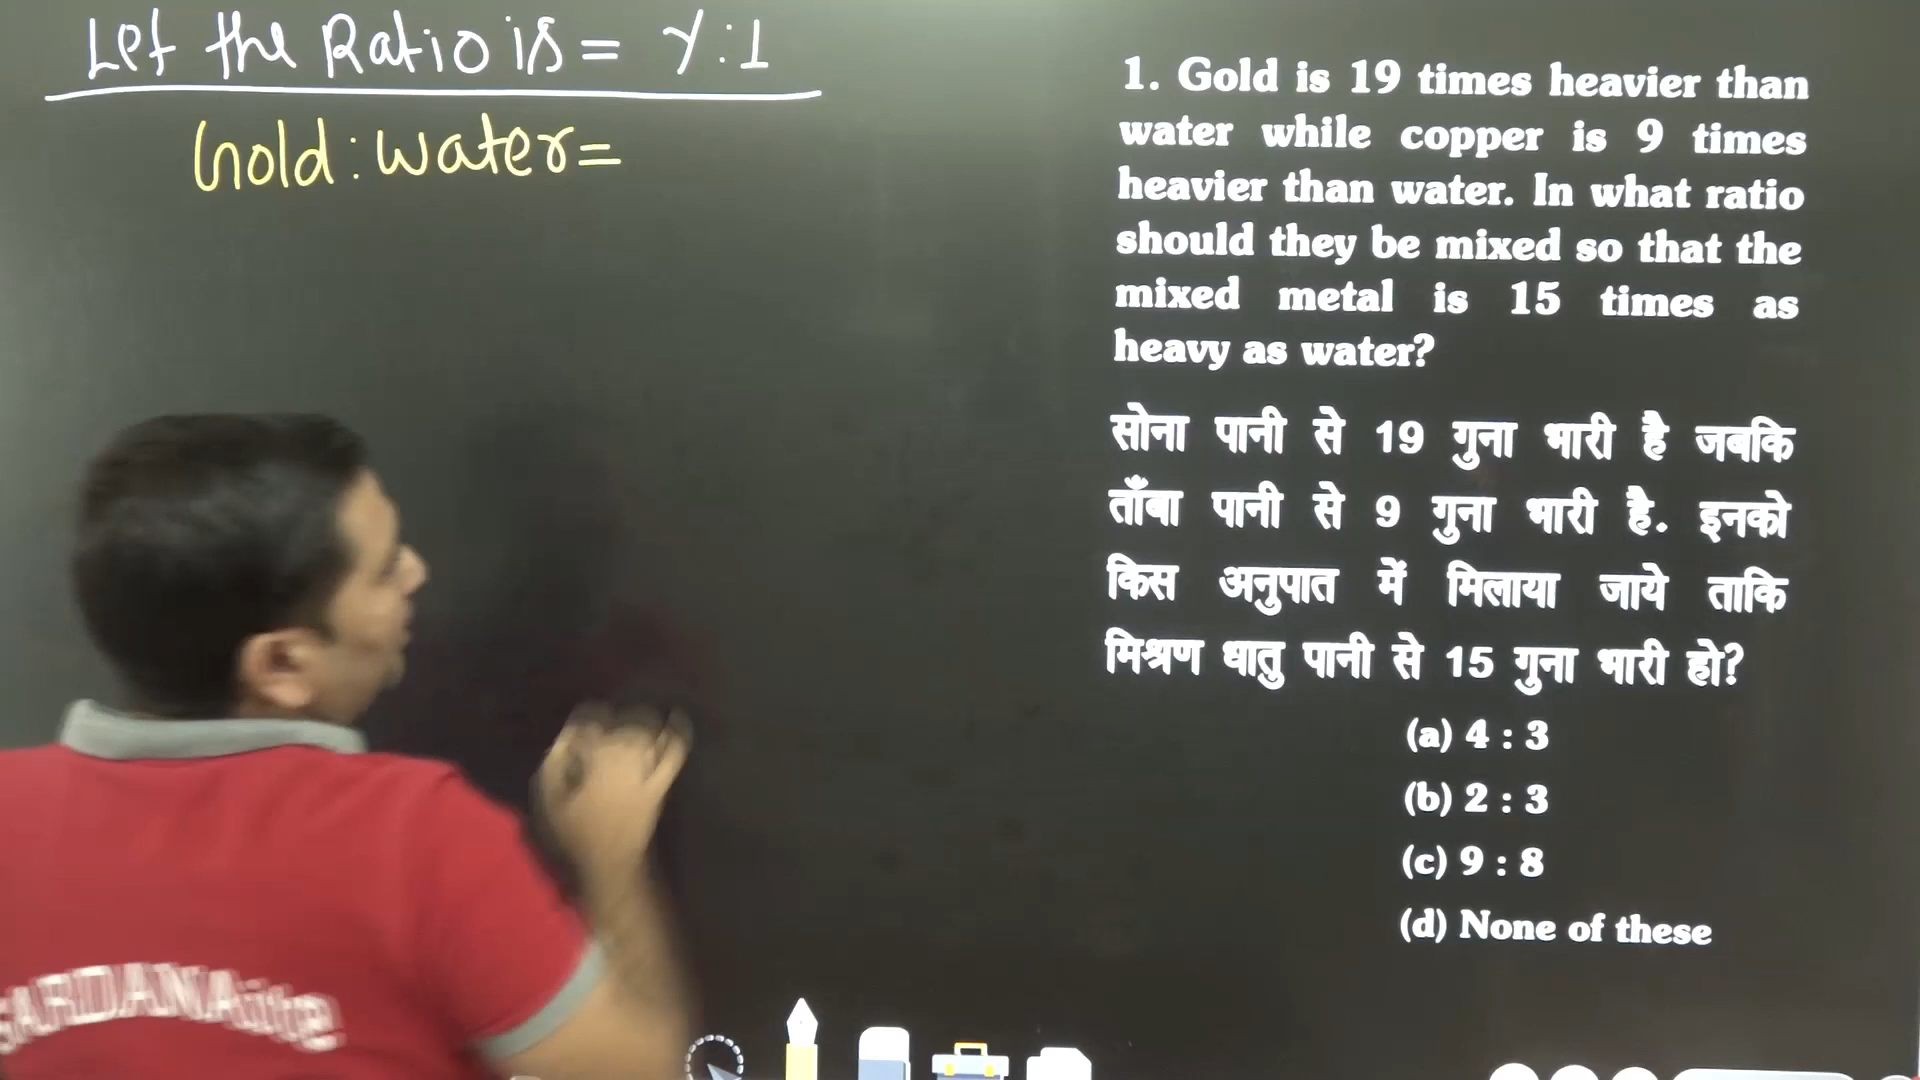 Let the Ratio is = Y:1
Gold:water=
1. Gold is 19 times heavier than
water while copper is 9 times
heavier than water. In what ratio
should they be mixed so that the
mixed metal is 15 times as
heavy as water?
सोना पानी से 19 गुना भारी है जबकि
ताँबा पानी से 9 गुना भारी है. इनको
किस अनुपात में मिलाया जाये ताकि
मिश्रण धातु पानी से 15 गुना भारी हो?
(a) 4 : 3
(b) 2 : 3
(c) 9 : 8
(d) None of these